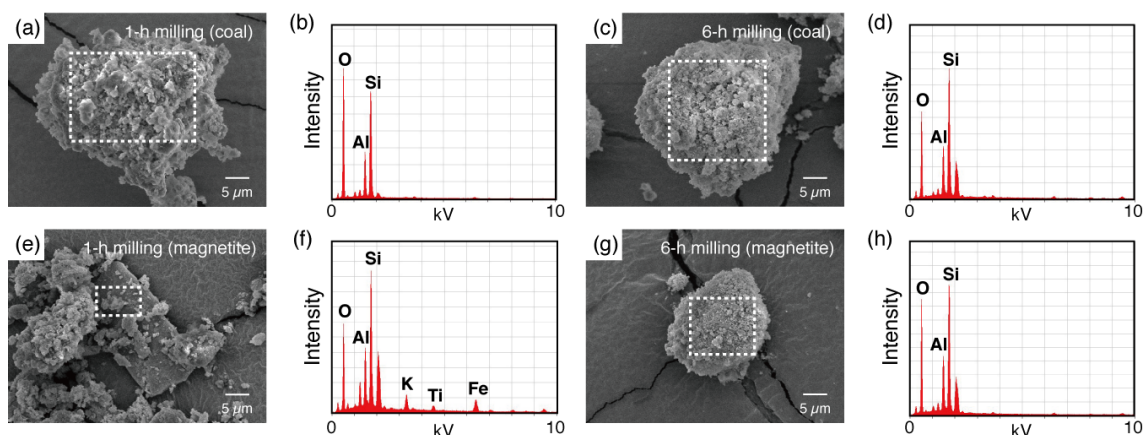 (a) 1-h milling (coal)
5 μm
(b)
Intensity
O
Si
Al
0 kV 10
(c) 6-h milling (coal)
5 μm
(d)
Intensity
Si
O
Al
0 kV 10
(e) 1-h milling (magnetite)
5 μm
(f)
Intensity
Si
O
Al
K
Ti
Fe
0 kV 10
(g) 6-h milling (magnetite)
5 μm
(h)
Intensity
Si
O
Al
0 kV 10